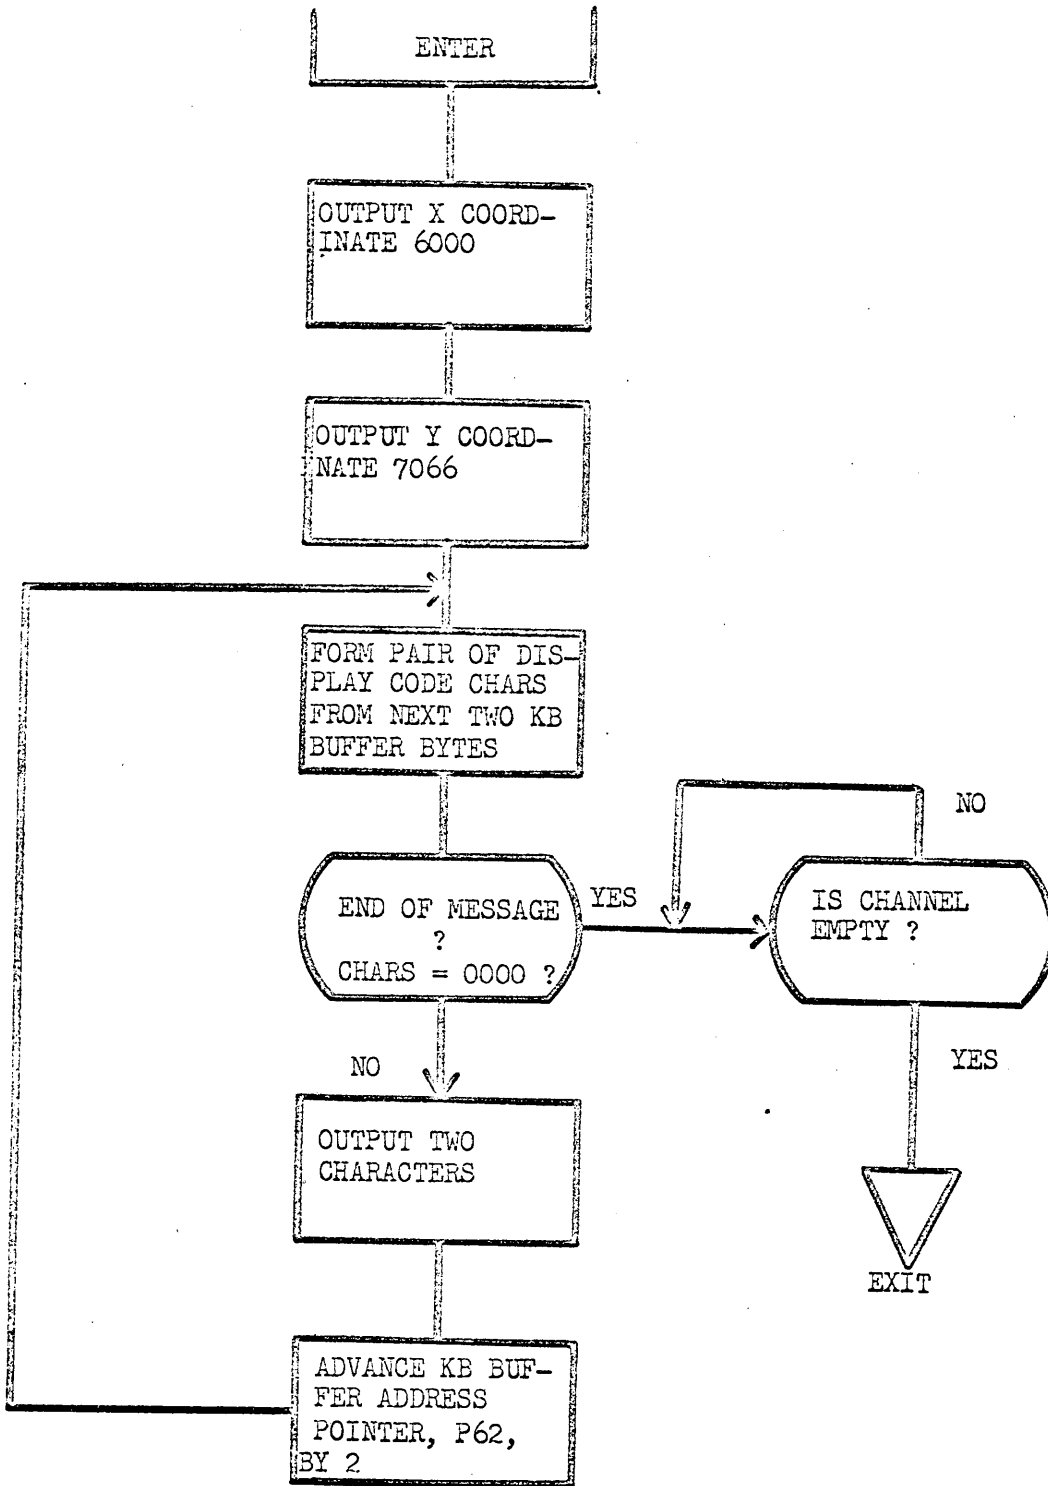 ENTER
OUTPUT X COORD-
INATE 6000
OUTPUT Y COORD-
INATE 7066
FORM PAIR OF DIS-
PLAY CODE CHARS
FROM NEXT TWO KB
BUFFER BYTES
END OF MESSAGE
?
CHARS = 0000 ?
YES
NO
IS CHANNEL
EMPTY ?
NO
YES
EXIT
OUTPUT TWO
CHARACTERS
ADVANCE KB BUF-
FER ADDRESS
POINTER, P62,
BY 2